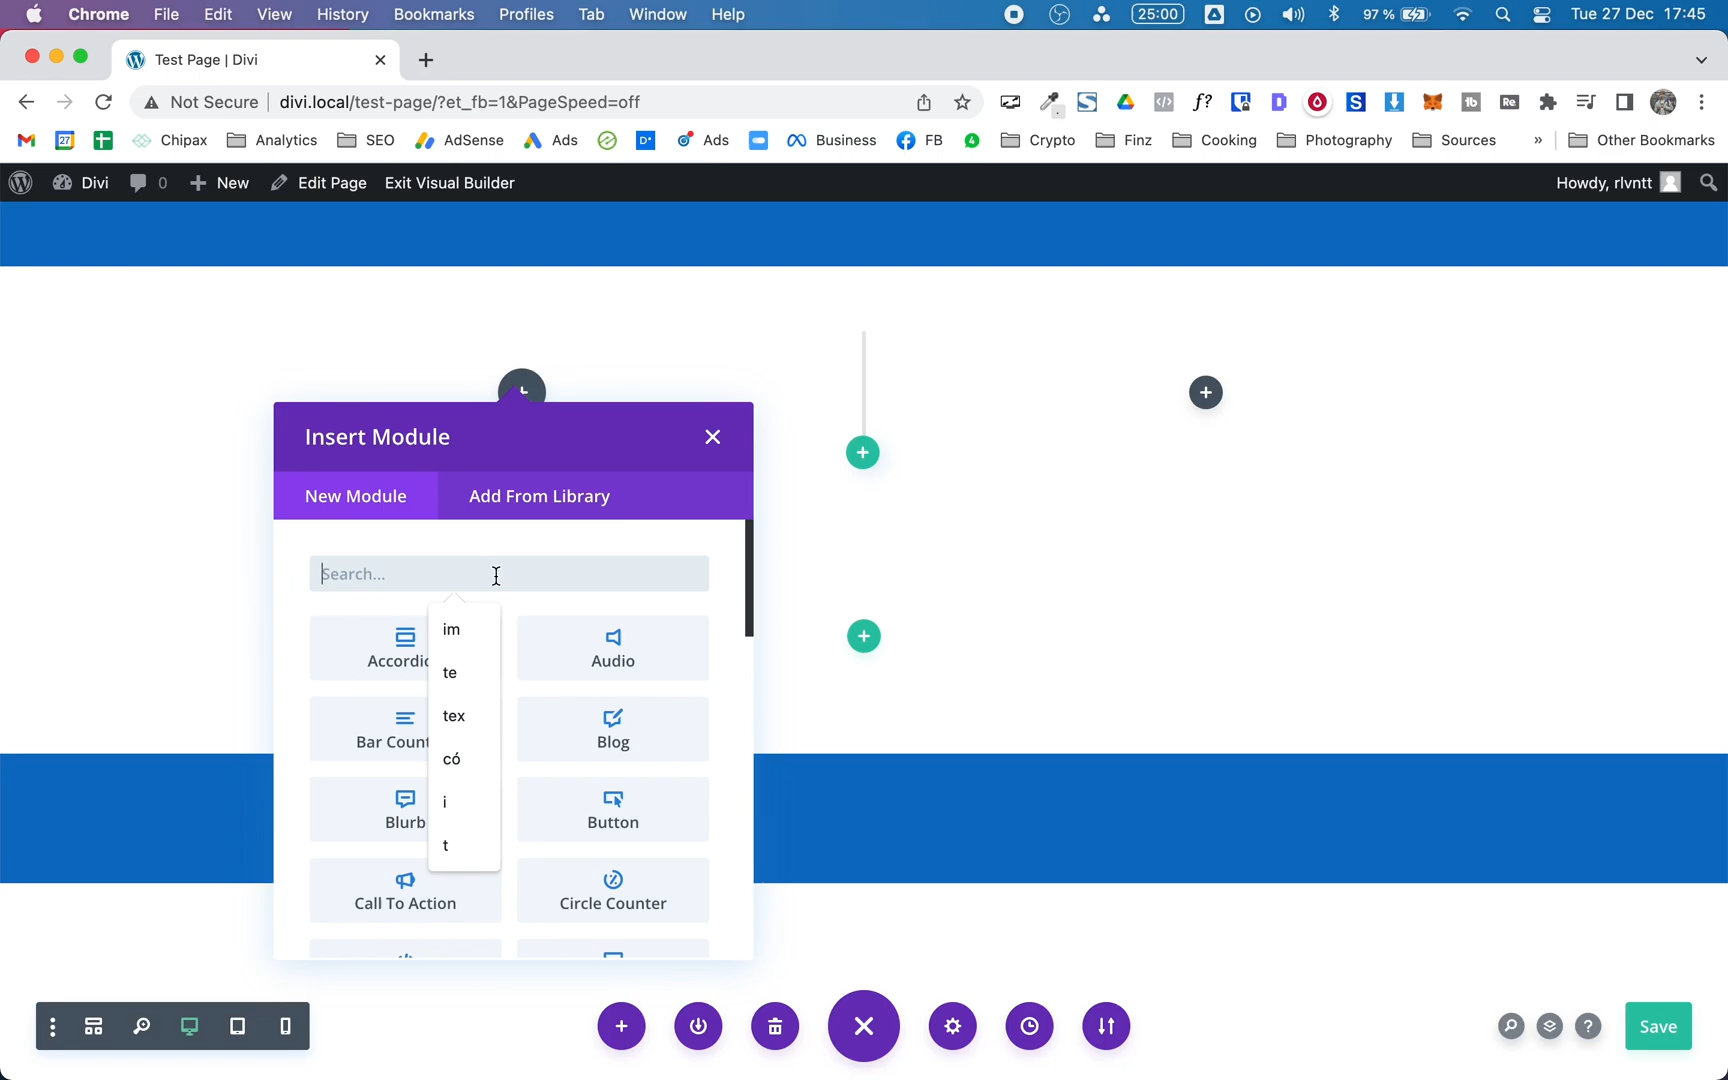 Chrome File Edit View History Bookmarks Profiles Tab Window Help 25:00 97 % Tue 27 Dec 17:45
Test Page | Divi
Not Secure divi.local/test-page/?et_fb=1&PageSpeed=off
Chipax Analytics SEO AdSense Ads Ads Business FB Crypto Finz Cooking Photography Sources » Other Bookmarks
Divi 0 New Edit Page Exit Visual Builder Howdy, rlvntt
Insert Module
New Module Add From Library
Search...
im
te
tex
có
i
t
Audio
Blog
Blurb Button
Call To Action Circle Counter
Save